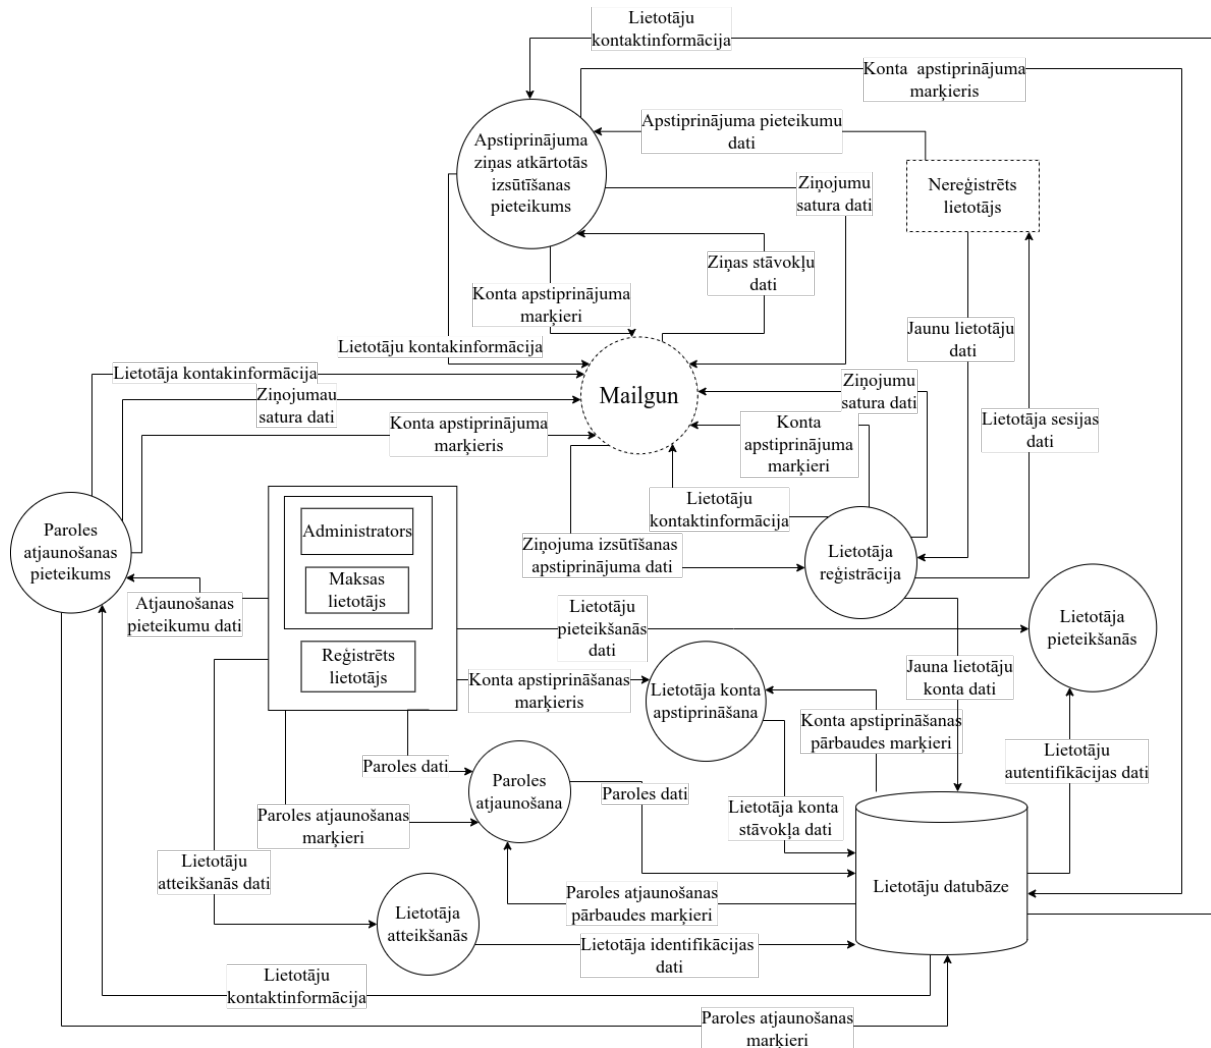 Lietotāju
kontaktinformācija
Konta apstiprinājuma
marķieris
Apstiprinājuma pieteikumu
dati
Apstiprinājuma
ziņas atkārtotās
izsūtīšanas
pieteikums
Nereģistrēts
lietotājs
Ziņojumu
satura dati
Ziņas stāvokļu
dati
Konta apstiprinājuma
marķieri
Jaunu lietotāju
dati
Lietotāju kontakinformācija
Lietotāja kontakinformācija
Ziņojumau
satura dati
Ziņojumu
satura dati
Mailgun
Konta apstiprinājuma
marķieris
Konta
apstiprinājuma
marķieri
Lietotāja sesijas
dati
Lietotāju
kontaktinformācija
Administrators
Paroles
atjaunošanas
pieteikums
Ziņojuma izsūtīšanas
apstiprinājuma dati
Lietotāja
reģistrācija
Maksas
lietotājs
Atjaunošanas
pieteikumu dati
Lietotāju
pieteikšanās
dati
Lietotāja
pieteikšanās
Reģistrēts
lietotājs
Konta apstiprināšanas
marķieris
Lietotāja konta
apstiprināšana
Jauna lietotāju
konta dati
Konta apstiprināšanas
pārbaudes marķieri
Lietotāju
autentifikācijas dati
Paroles dati
Paroles
atjaunošana
Paroles dati
Paroles atjaunošanas
marķieri
Lietotāja konta
stāvokļa dati
Lietotāju
atteikšanās dati
Lietotāju datubāze
Paroles atjaunošanas
pārbaudes marķieri
Lietotāja
atteikšanās
Lietotāja identifikācijas
dati
Lietotāju
kontaktinformācija
Paroles atjaunošanas
marķieri